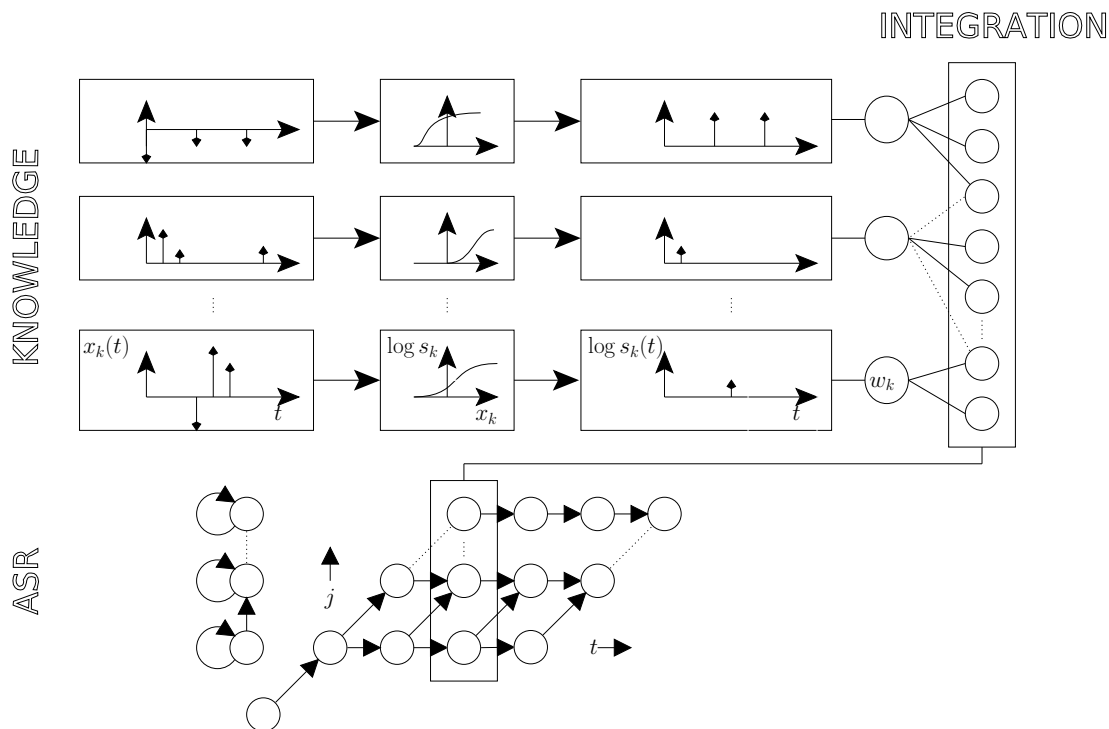 INTEGRATION
KNOWLEDGE
x_k(t)
t
log s_k
x_k
log s_k(t)
t
w_k
ASR
j
t